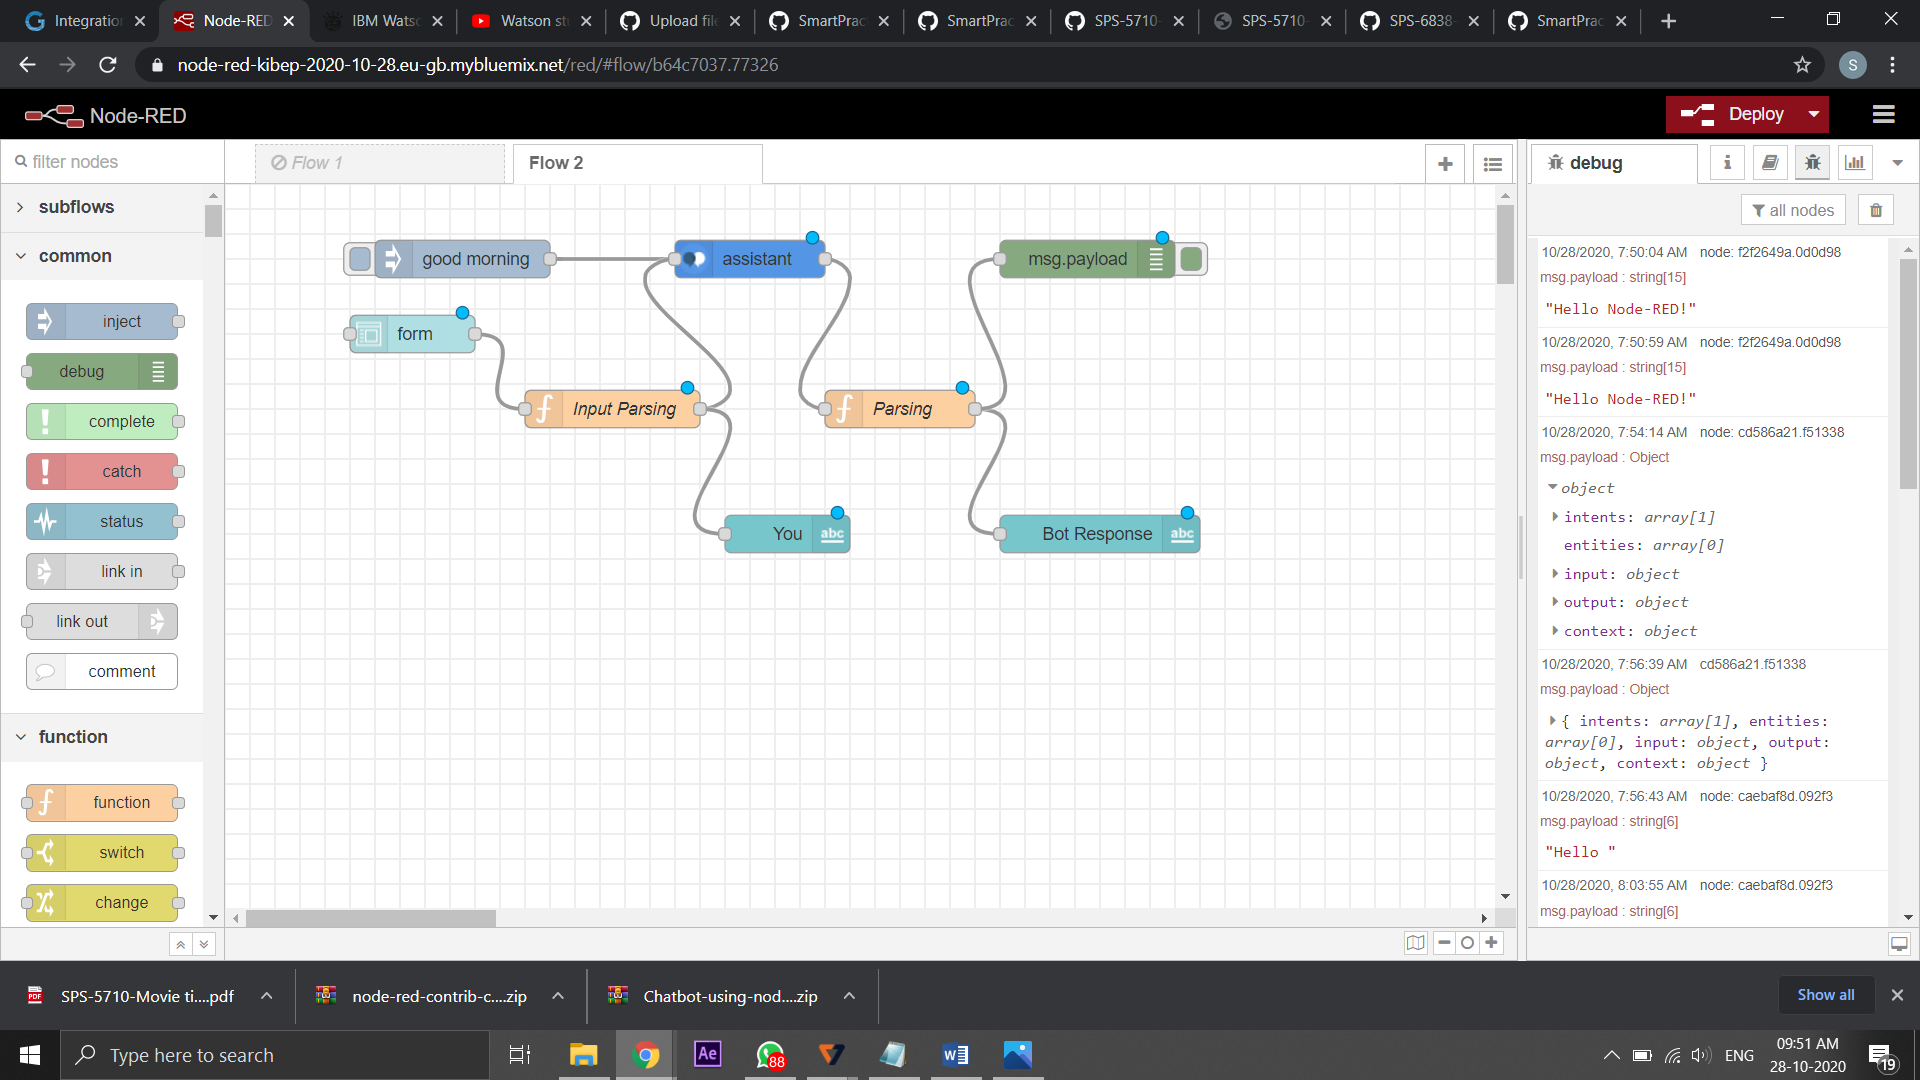 Integration
Node-RED
IBM Wats
Watson st
Upload file
SmartPrac
SmartPrac
SPS-5710-
SPS-5710-
SPS-6838-
SmartPrac
node-red-kibep-2020-10-28.eu-gb.mybluemix.net/red/#flow/b64c7037.77326
S
Node-RED
Deploy
filter nodes
Flow 1
Flow 2
debug
i
subflows
all nodes
common
inject
debug
complete
catch
status
link in
link out
comment
function
function
switch
change
good morning
assistant
msg.payload
form
Input Parsing
Parsing
You
abc
Bot Response
abc
10/28/2020, 7:50:04 AM node: f2f2649a.0d0d98
msg.payload : string[15]
"Hello Node-RED!"
10/28/2020, 7:50:59 AM node: f2f2649a.0d0d98
msg.payload : string[15]
"Hello Node-RED!"
10/28/2020, 7:54:14 AM node: cd586a21.f51338
msg.payload : Object
object
intents: array[1]
entities: array[0]
input: object
output: object
context: object
10/28/2020, 7:56:39 AM cd586a21.f51338
msg.payload : Object
{ intents: array[1], entities:
array[0], input: object, output:
object, context: object }
10/28/2020, 7:56:43 AM node: caebaf8d.092f3
msg.payload : string[6]
"Hello "
10/28/2020, 8:03:55 AM node: caebaf8d.092f3
msg.payload : string[6]
PDF
SPS-5710-Movie ti....pdf
node-red-contrib-c....zip
Chatbot-using-nod....zip
Show all
Type here to search
Ae
88
W
ENG
09:51 AM
28-10-2020
19